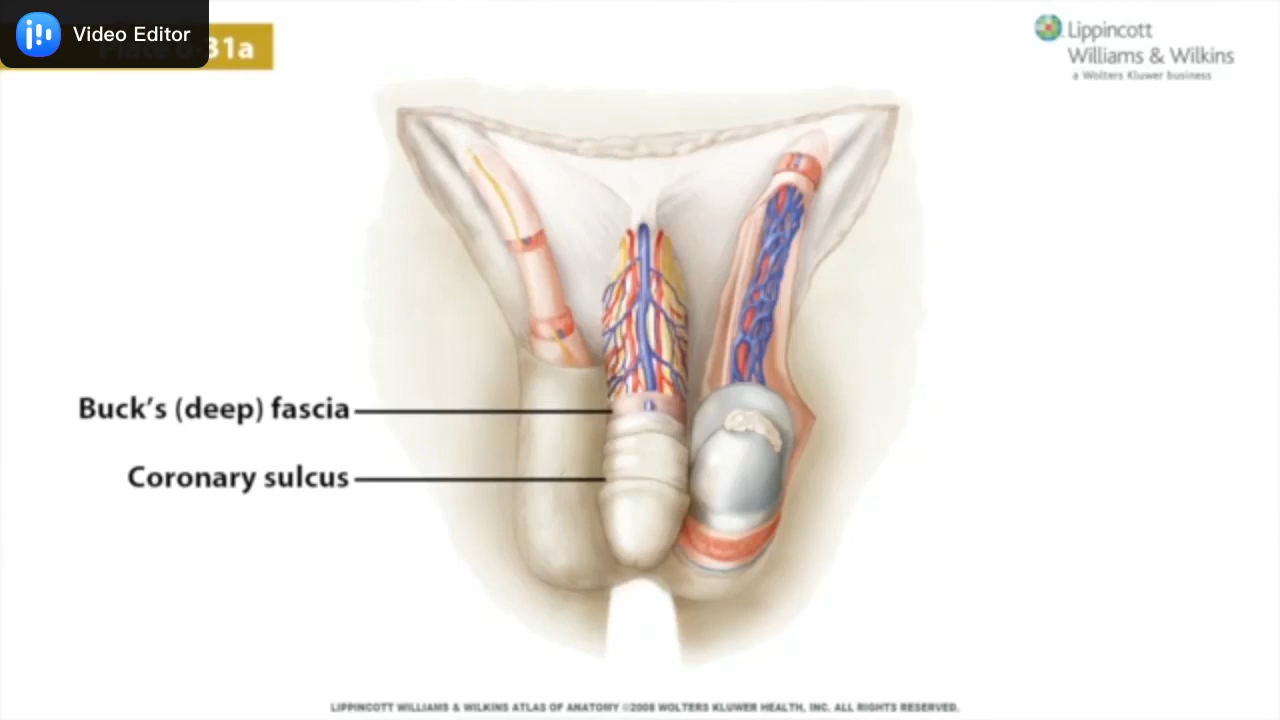 Video Editor
31a
Lippincott
Williams & Wilkins
a Wolters Kluwer business
Buck's (deep) fascia
Coronary sulcus
LIPPINCOTT WILLIAMS & WILKINS ATLAS OF ANATOMY ©2008 WOLTERS KLUWER HEALTH, INC. ALL RIGHTS RESERVED.